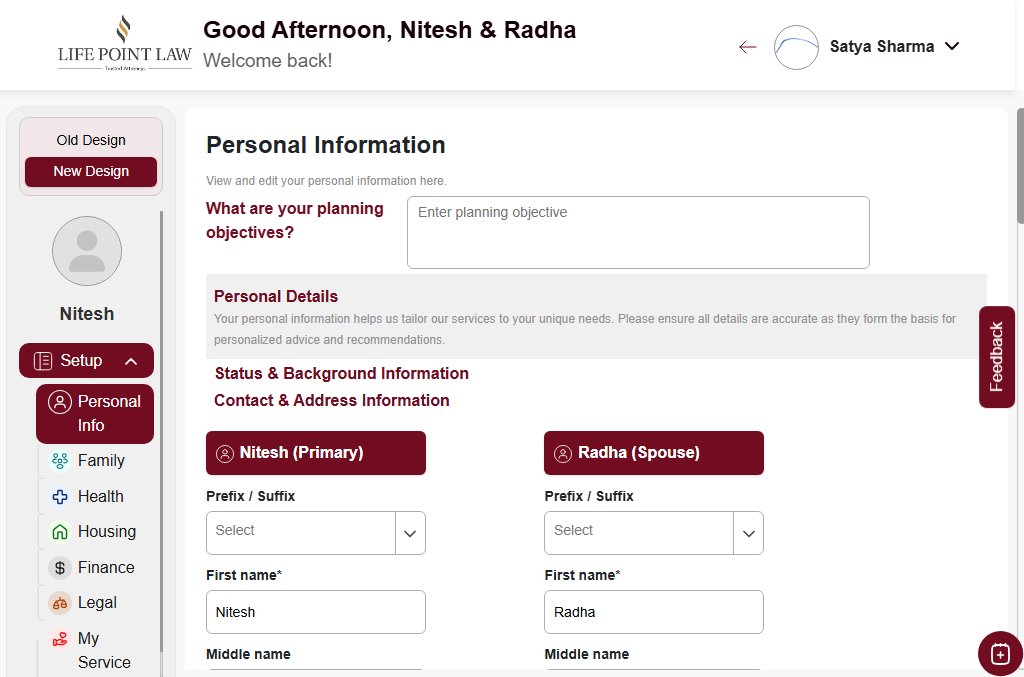 LIFE POINT LAW
Trusted Attorneys
Good Afternoon, Nitesh & Radha
Welcome back!
Satya Sharma
Old Design
New Design
Nitesh
Setup
Personal
Info
Family
Health
Housing
Finance
Legal
My
Service
Personal Information
View and edit your personal information here.
What are your planning
objectives?
Enter planning objective
Personal Details
Your personal information helps us tailor our services to your unique needs. Please ensure all details are accurate as they form the basis for
personalized advice and recommendations.
Status & Background Information
Contact & Address Information
Nitesh (Primary)
Radha (Spouse)
Prefix / Suffix
Prefix / Suffix
Select
Select
First name*
First name*
Nitesh
Radha
Middle name
Middle name
Feedback